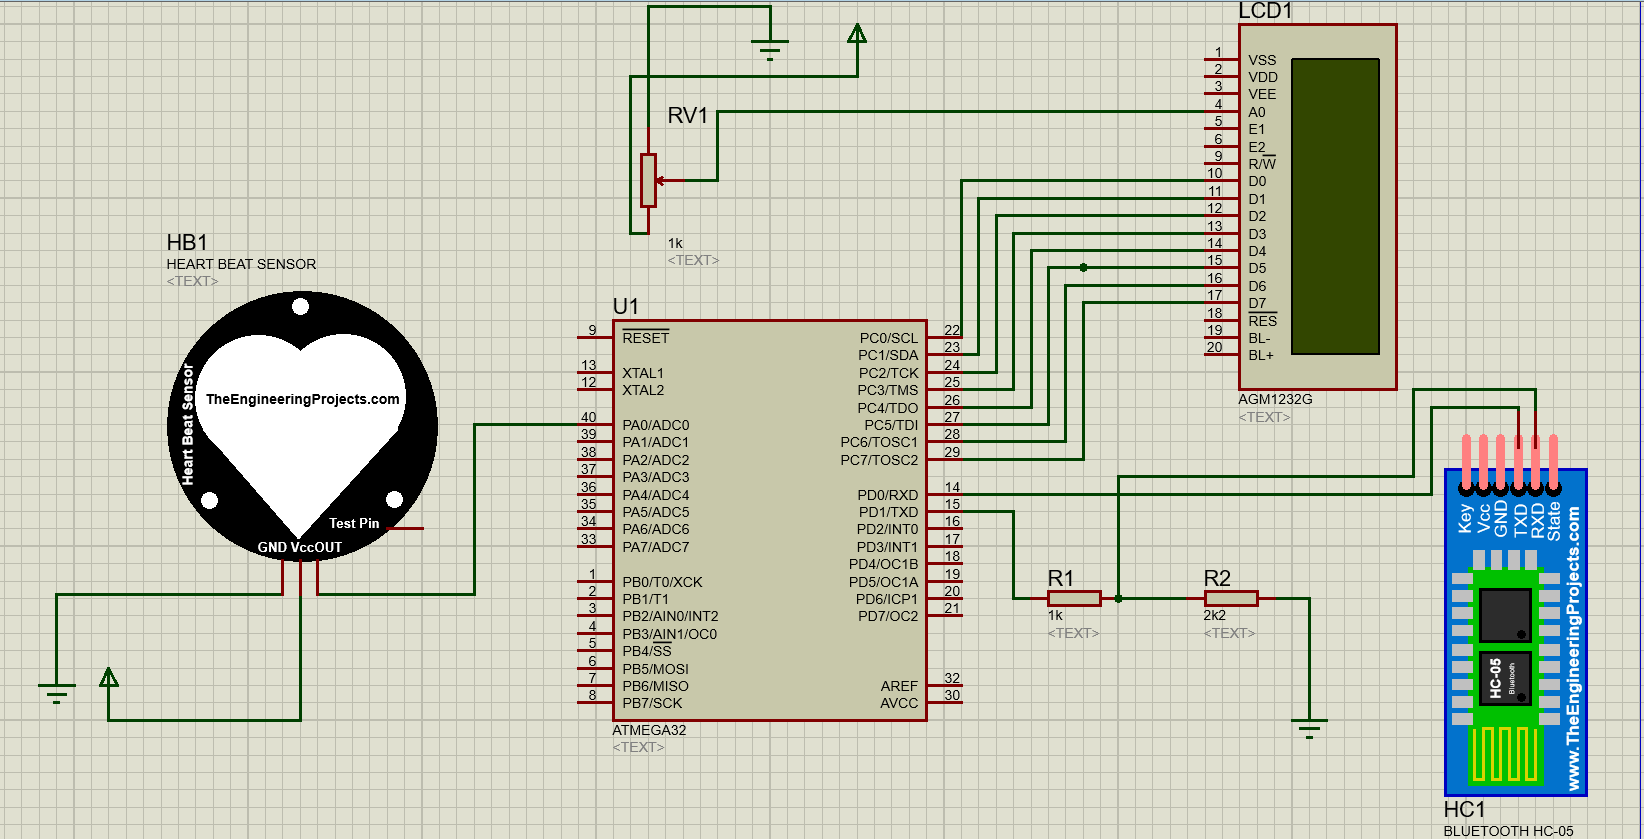 LCD1
1 VSS
2 VDD
3 VEE
4 A0
5 E1
6 E2
9 R/W
10 D0
11 D1
12 D2
13 D3
14 D4
15 D5
16 D6
17 D7
18 RES
19 BL-
20 BL+
AGM1232G
<TEXT>
RV1
1k
<TEXT>
HB1
HEART BEAT SENSOR
<TEXT>
Heart Beat Sensor
TheEngineeringProjects.com
Test Pin
GND VccOUT
U1
9 RESET
13 XTAL1
12 XTAL2
40 PA0/ADC0
39 PA1/ADC1
38 PA2/ADC2
37 PA3/ADC3
36 PA4/ADC4
35 PA5/ADC5
34 PA6/ADC6
33 PA7/ADC7
1 PB0/T0/XCK
2 PB1/T1
3 PB2/AIN0/INT2
4 PB3/AIN1/OC0
5 PB4/SS
6 PB5/MOSI
7 PB6/MISO
8 PB7/SCK
PC0/SCL 22
PC1/SDA 23
PC2/TCK 24
PC3/TMS 25
PC4/TDO 26
PC5/TDI 27
PC6/TOSC1 28
PC7/TOSC2 29
PD0/RXD 14
PD1/TXD 15
PD2/INT0 16
PD3/INT1 17
PD4/OC1B 18
PD5/OC1A 19
PD6/ICP1 20
PD7/OC2 21
AREF 32
AVCC 30
ATMEGA32
<TEXT>
R1
1k
<TEXT>
R2
2k2
<TEXT>
Key
Vcc
GND
TXD
RXD
State
HC-05
Bluetooth
www.TheEngineeringProjects.com
HC1
BLUETOOTH HC-05